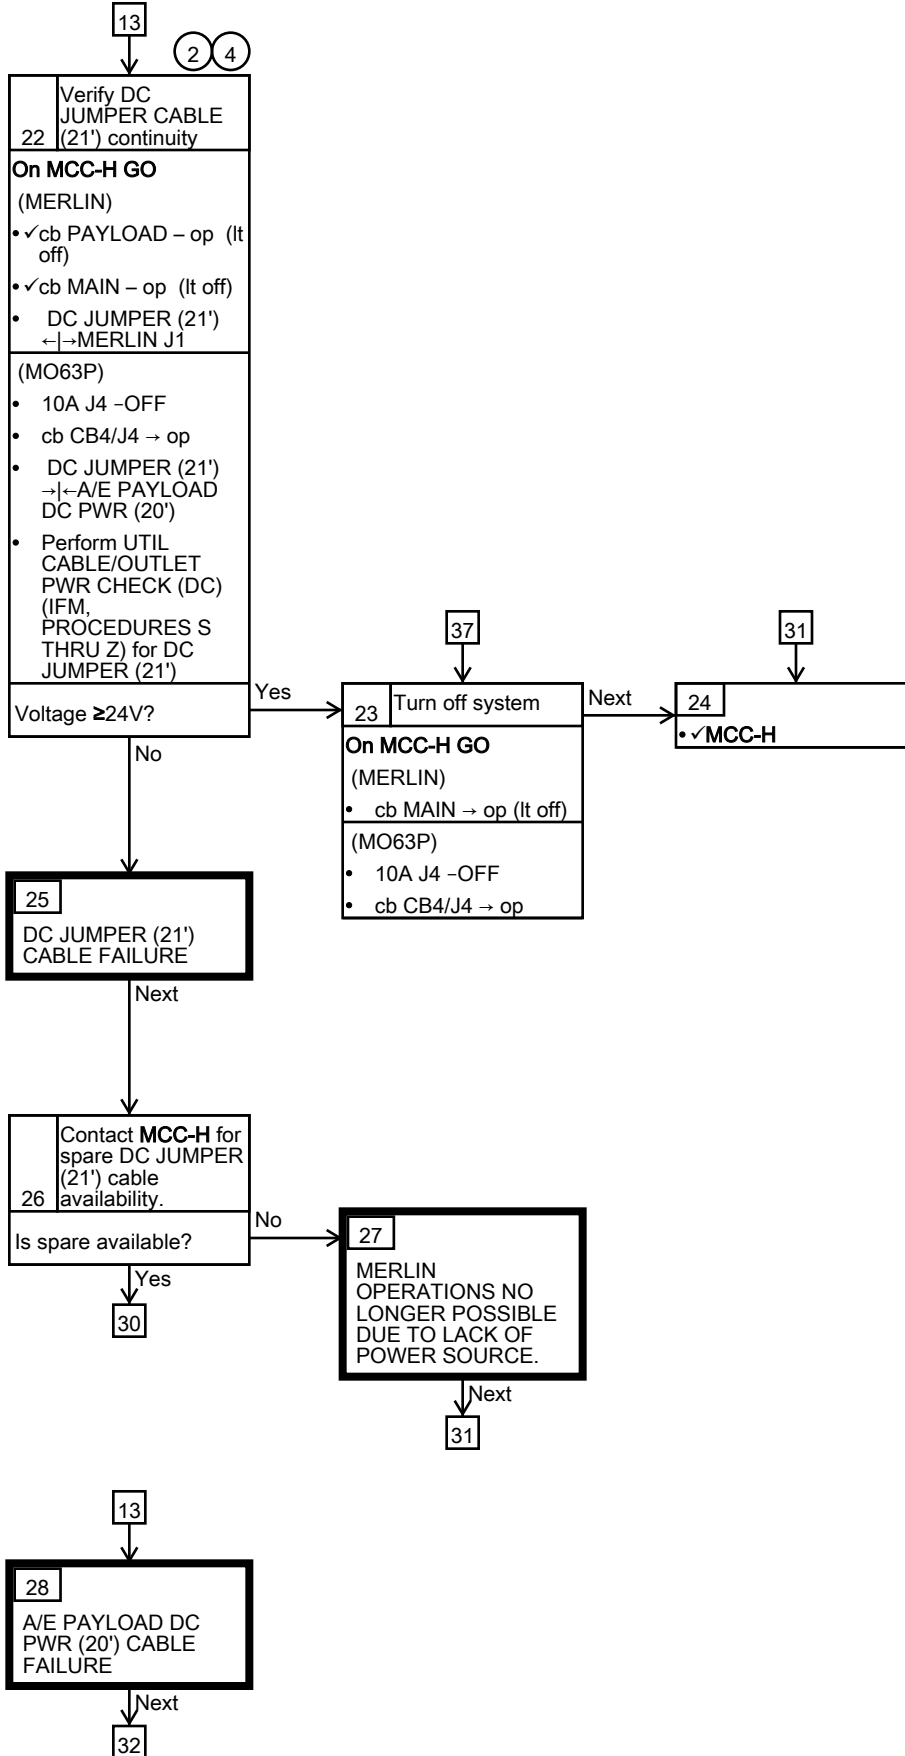 13
2 4
Verify DC
JUMPER CABLE
22 (21') continuity
On MCC-H GO
(MERLIN)
• ✓cb PAYLOAD – op (lt
off)
• ✓cb MAIN – op (lt off)
• DC JUMPER (21')
←|→MERLIN J1
(MO63P)
• 10A J4 –OFF
• cb CB4/J4 → op
• DC JUMPER (21')
→|←A/E PAYLOAD
DC PWR (20')
• Perform UTIL
CABLE/OUTLET
PWR CHECK (DC)
(IFM,
PROCEDURES S
THRU Z) for DC
JUMPER (21')
Voltage ≥24V?
Yes
No
37
23 Turn off system
On MCC-H GO
(MERLIN)
• cb MAIN → op (lt off)
(MO63P)
• 10A J4 –OFF
• cb CB4/J4 → op
Next
31
24
• ✓MCC-H
25
DC JUMPER (21')
CABLE FAILURE
Next
Contact MCC-H for
spare DC JUMPER
(21') cable
26 availability.
Is spare available?
No
Yes
30
27
MERLIN
OPERATIONS NO
LONGER POSSIBLE
DUE TO LACK OF
POWER SOURCE.
Next
31
13
28
A/E PAYLOAD DC
PWR (20') CABLE
FAILURE
Next
32